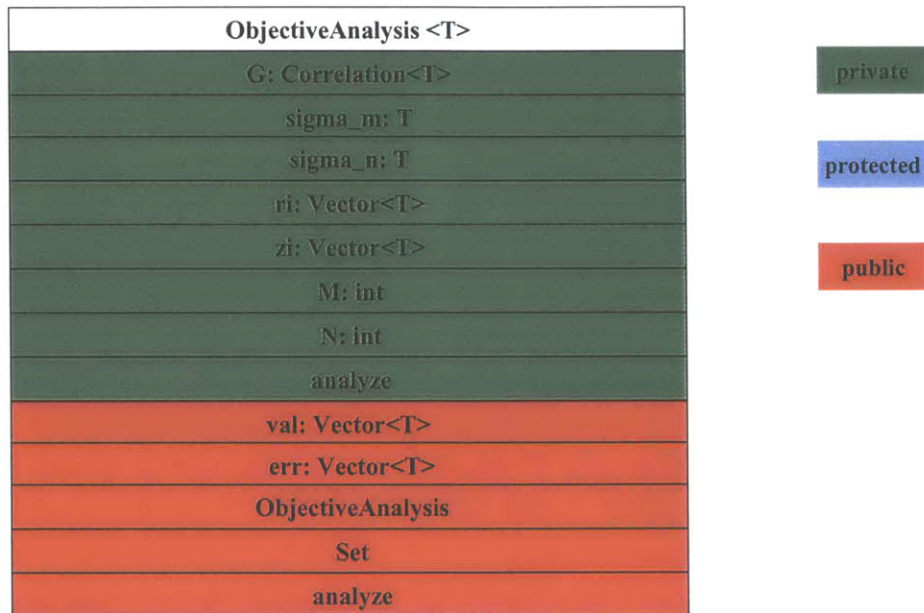 ObjectiveAnalysis <T>
G: Correlation<T>
sigma_m: T
sigma_n: T
ri: Vector<T>
zi: Vector<T>
M: int
N: int
analyze
val: Vector<T>
err: Vector<T>
ObjectiveAnalysis
Set
analyze
private
protected
public